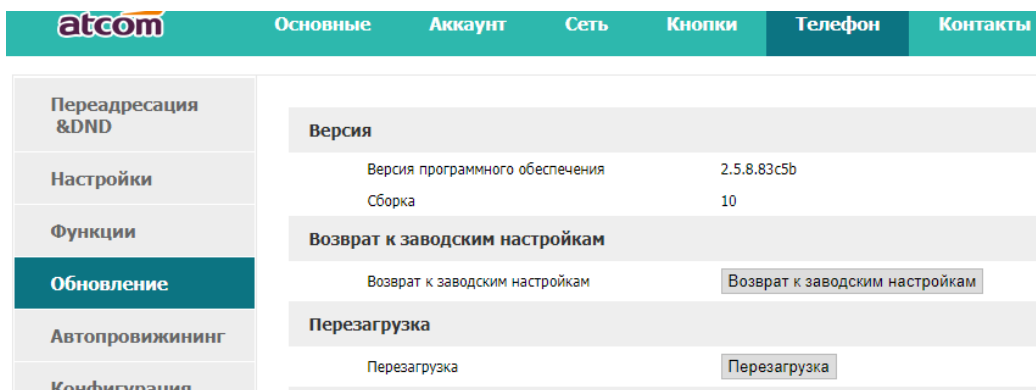 atcom
Основные Аккаунт Сеть Кнопки Телефон Контакты
Переадресация
&DND
Настройки
Функции
Обновление
Автопровижининг
Конфигурация
Версия
Версия программного обеспечения 2.5.8.83c5b
Сборка 10
Возврат к заводским настройкам
Возврат к заводским настройкам Возврат к заводским настройкам
Перезагрузка
Перезагрузка Перезагрузка